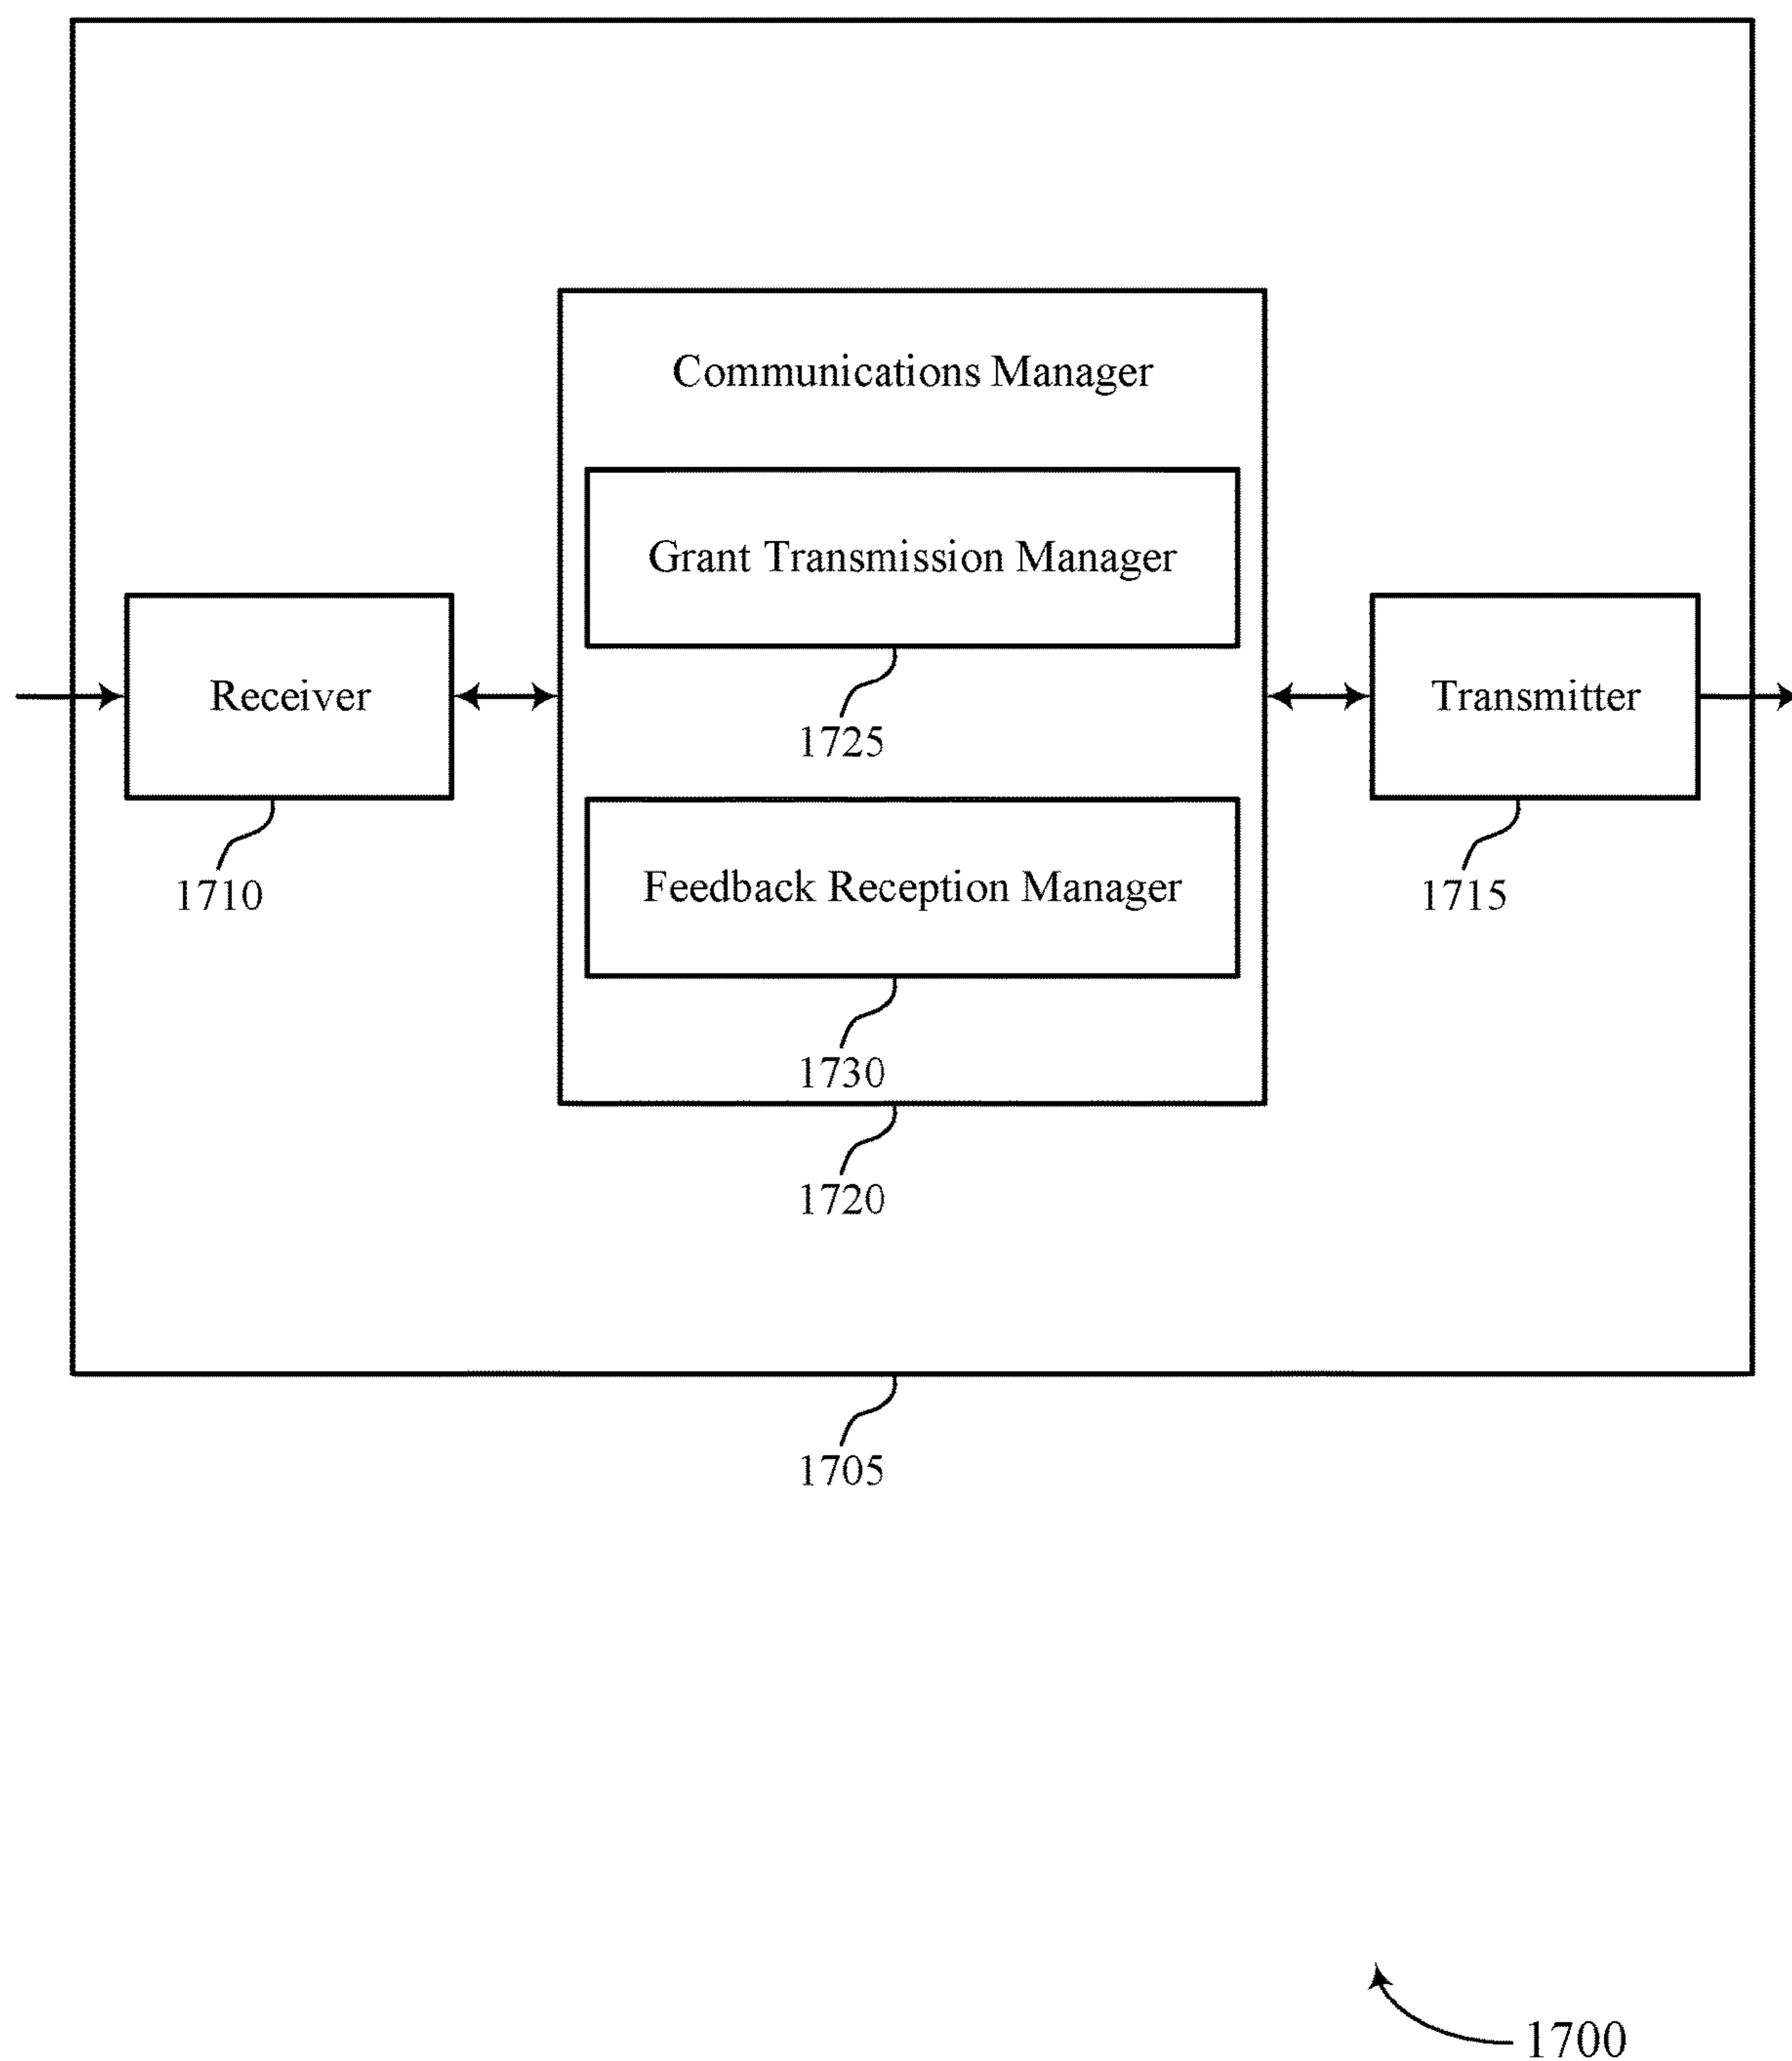 Communications Manager
Grant Transmission Manager
1725
Receiver
1710
Transmitter
1715
Feedback Reception Manager
1730
1720
1705
1700